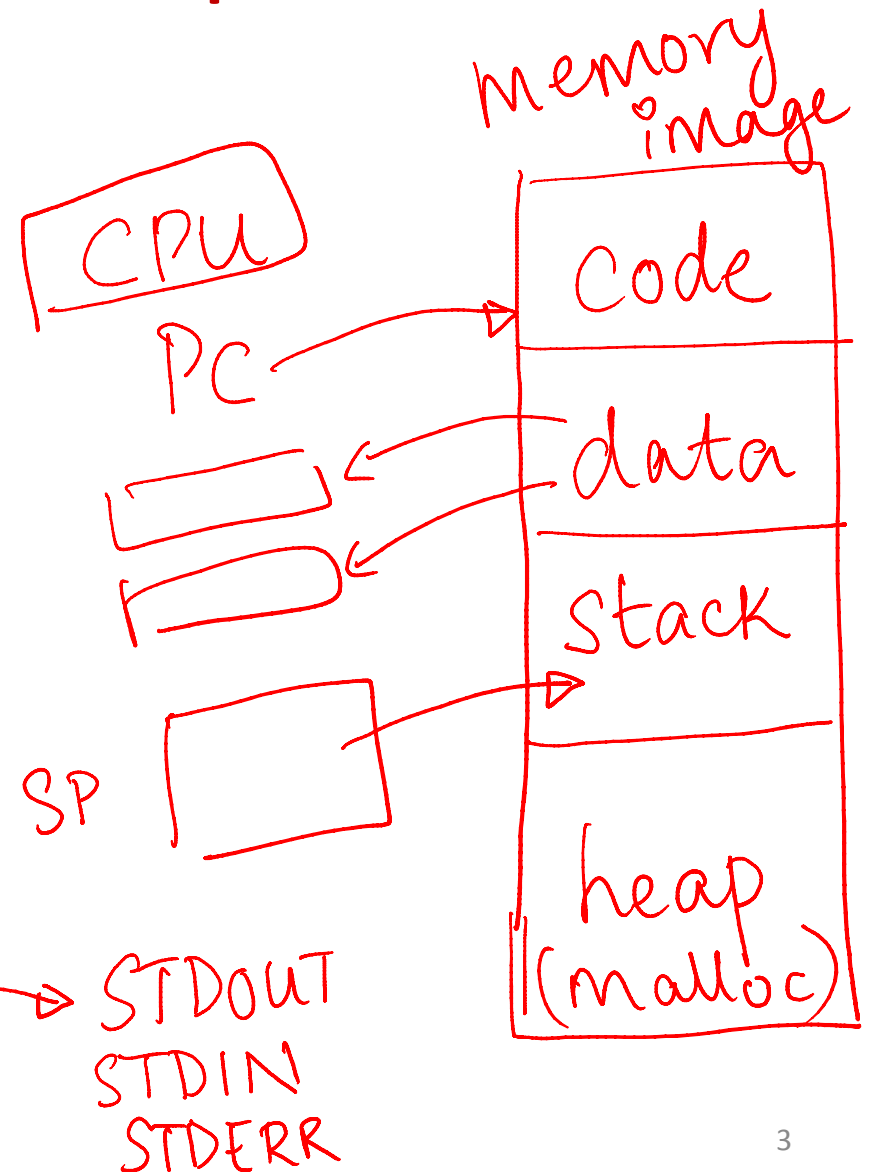 memory
image
CPU
code
PC
data
stack
SP
heap
(malloc)
STDOUT
STDIN
STDERR
3